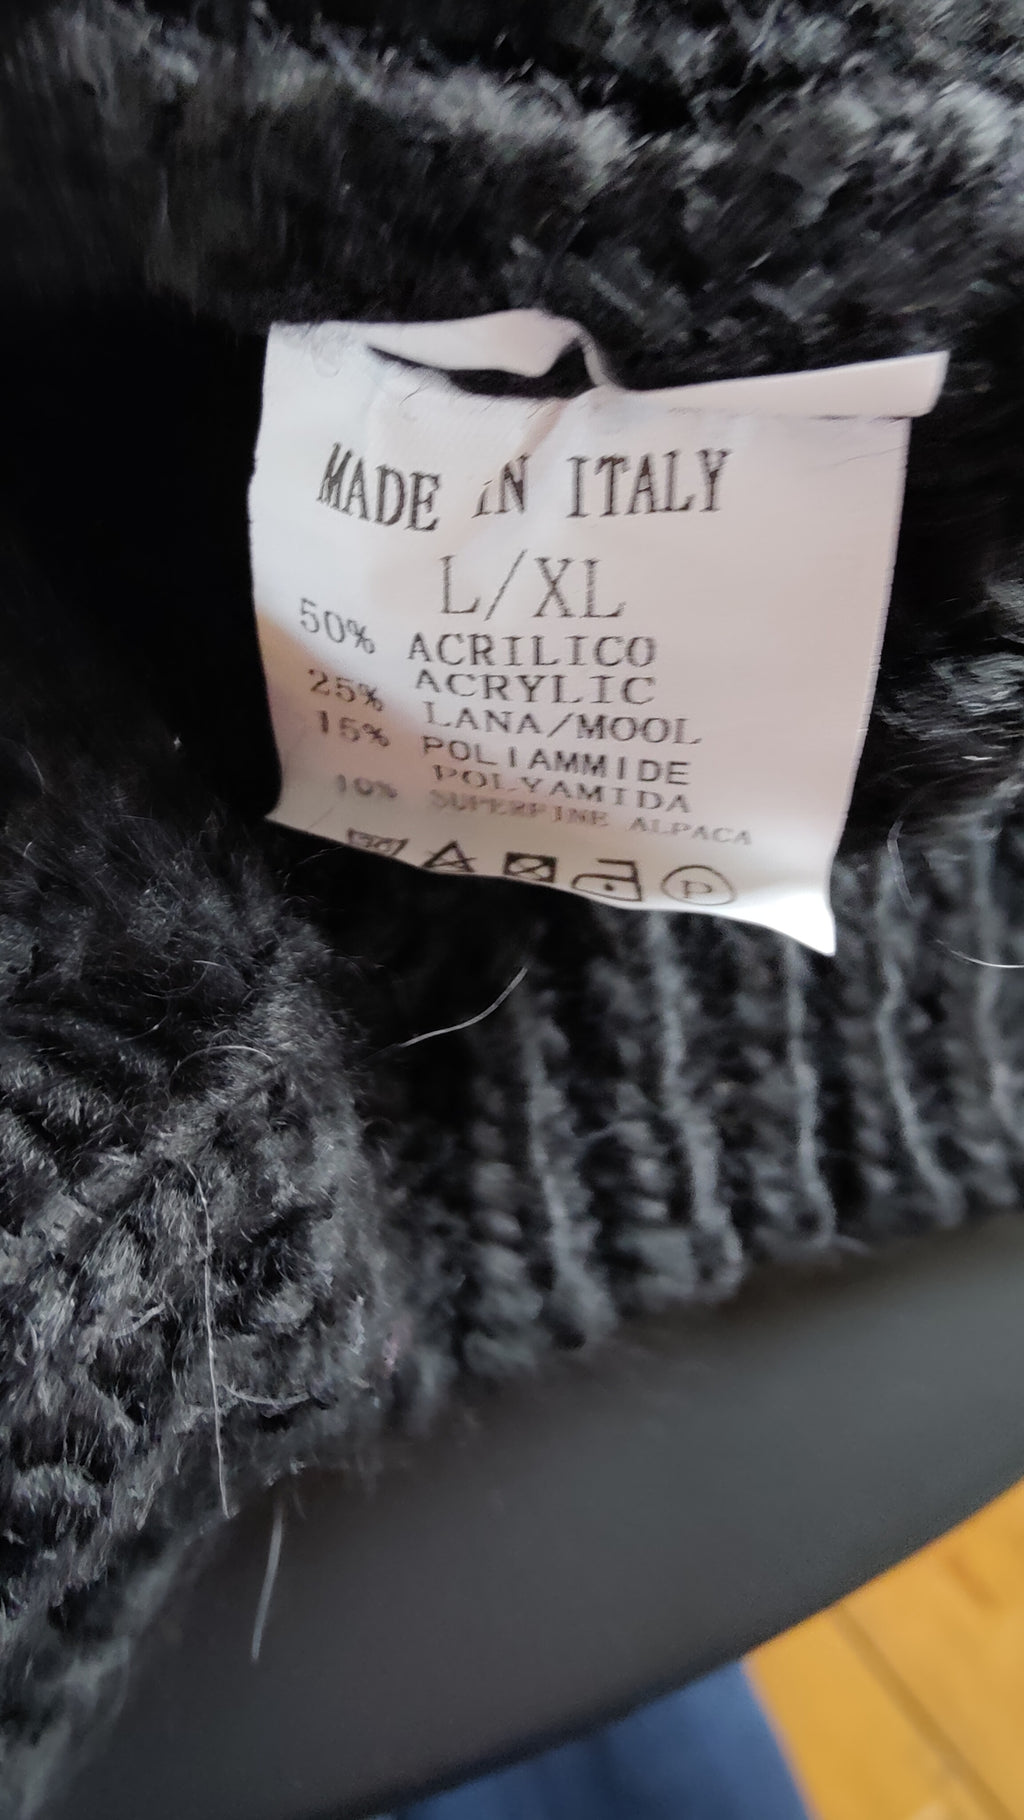 MADE IN ITALY
L/XL
50% ACRILICO
ACRYLIC
25% LANA/MOOL
15% POLIAMMIDE
POLYAMIDA
10% SUPERFINE ALPACA
P